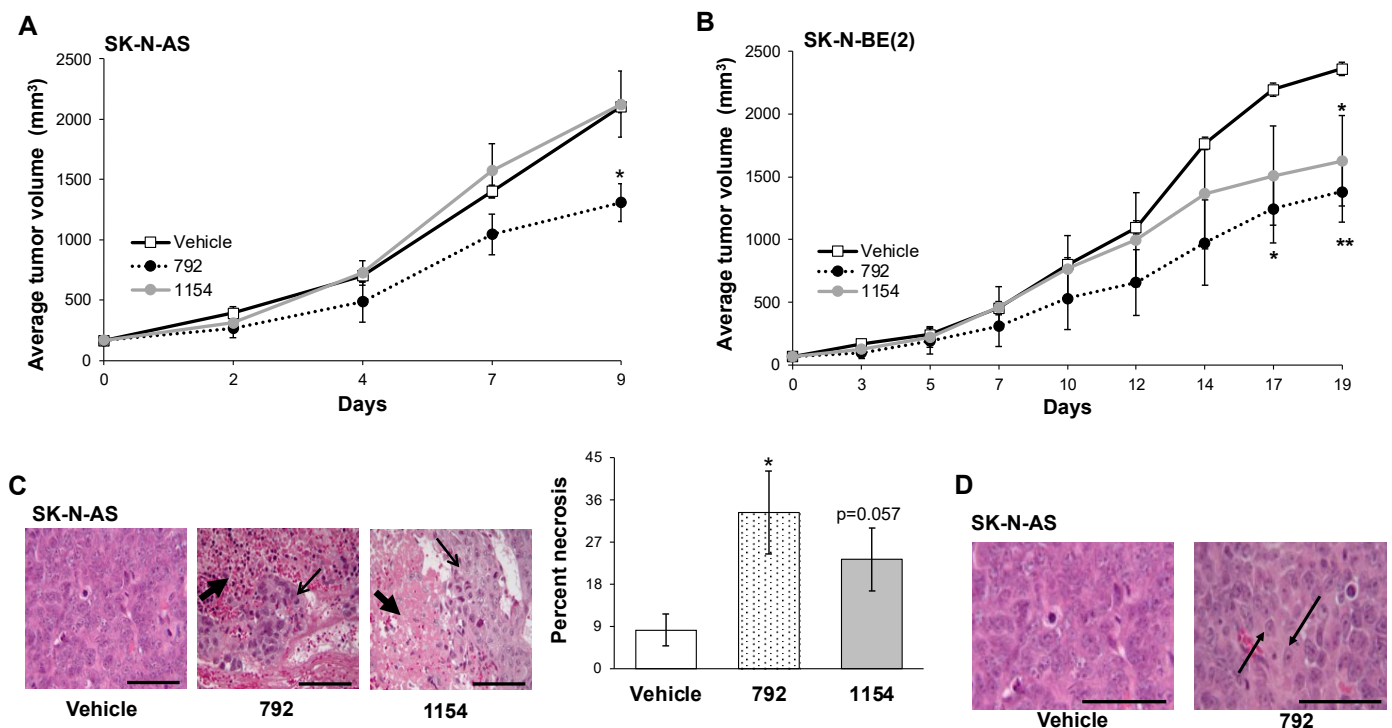 A
SK-N-AS
Average tumor volume (mm³)
2500
2000
1500
1000
500
0
Vehicle
792
1154
*
0 2 4 7 9
Days
B
SK-N-BE(2)
Average tumor volume (mm³)
2500
2000
1500
1000
500
0
Vehicle
792
1154
*
*
**
0 3 5 7 10 12 14 17 19
Days
C
SK-N-AS
Vehicle 792 1154
Percent necrosis
45
36
27
18
9
0
*
p=0.057
Vehicle 792 1154
D
SK-N-AS
Vehicle 792